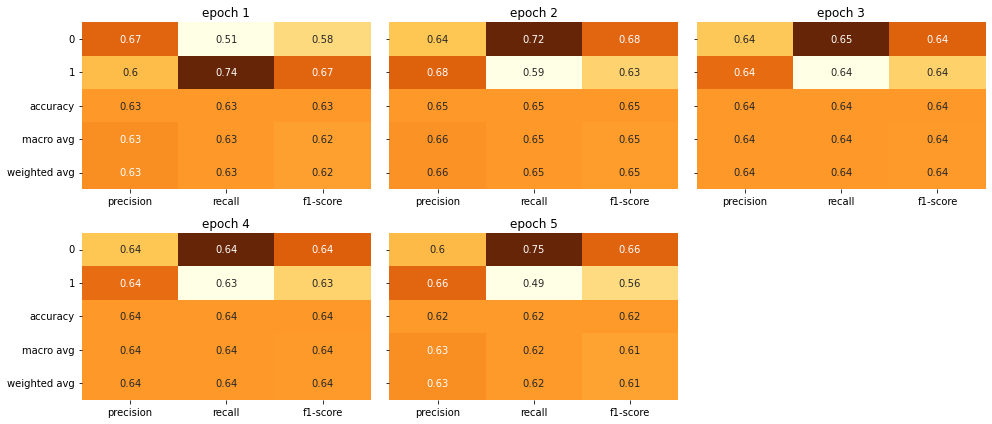 epoch 1 epoch 2 epoch 3
0 0.67 0.51 0.58 0.64 0.72 0.68 0.64 0.65 0.64
1 0.6 0.74 0.67 0.68 0.59 0.63 0.64 0.64 0.64
accuracy 0.63 0.63 0.63 0.65 0.65 0.65 0.64 0.64 0.64
macro avg 0.63 0.63 0.62 0.66 0.65 0.65 0.64 0.64 0.64
weighted avg 0.63 0.63 0.62 0.66 0.65 0.65 0.64 0.64 0.64
precision recall f1-score precision recall f1-score precision recall f1-score
epoch 4 epoch 5
0 0.64 0.64 0.64 0.6 0.75 0.66
1 0.64 0.63 0.63 0.66 0.49 0.56
accuracy 0.64 0.64 0.64 0.62 0.62 0.62
macro avg 0.64 0.64 0.64 0.63 0.62 0.61
weighted avg 0.64 0.64 0.64 0.63 0.62 0.61
precision recall f1-score precision recall f1-score